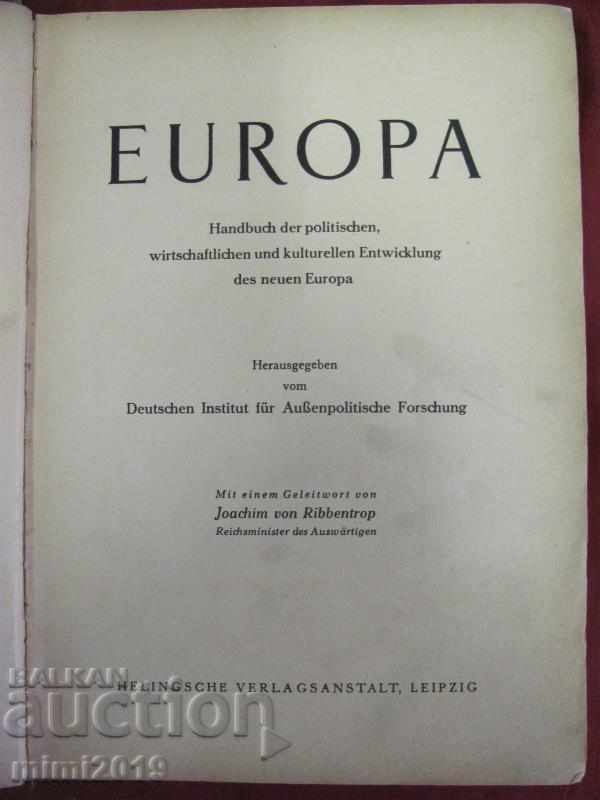 EUROPA
Handbuch der politischen,
wirtschaftlichen und kulturellen Entwicklung
des neuen Europa
Herausgegeben
vom
Deutschen Institut für Außenpolitische Forschung
Mit einem Geleitwort von
Joachim von Ribbentrop
Reichsminister des Auswärtigen
HELINGSCHE VERLAGSANSTALT, LEIPZIG
BALKAN
auction
mimi2019